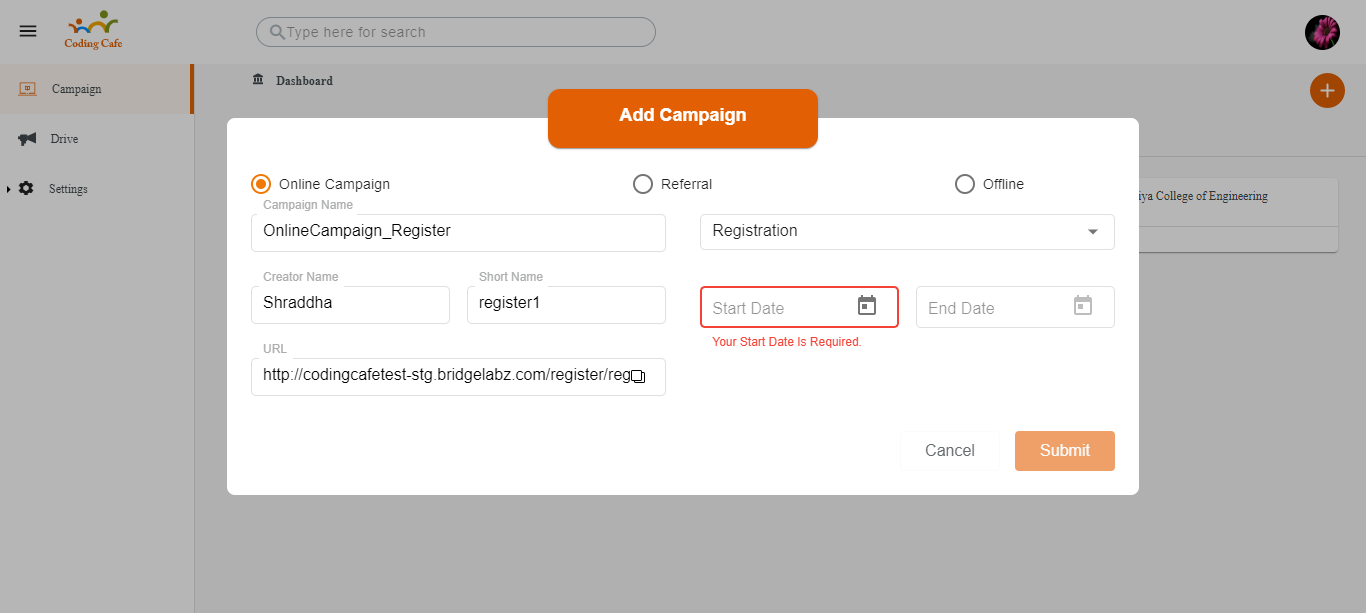 Coding Cafe
Type here for search
Campaign
Drive
Settings
Dashboard
Add Campaign
Online Campaign
Referral
Offline
Campaign Name
OnlineCampaign_Register
Registration
Creator Name
Shraddha
Short Name
register1
Start Date
End Date
Your Start Date Is Required.
URL
http://codingcafetest-stg.bridgelabz.com/register/reg
College of Engineering
Cancel
Submit